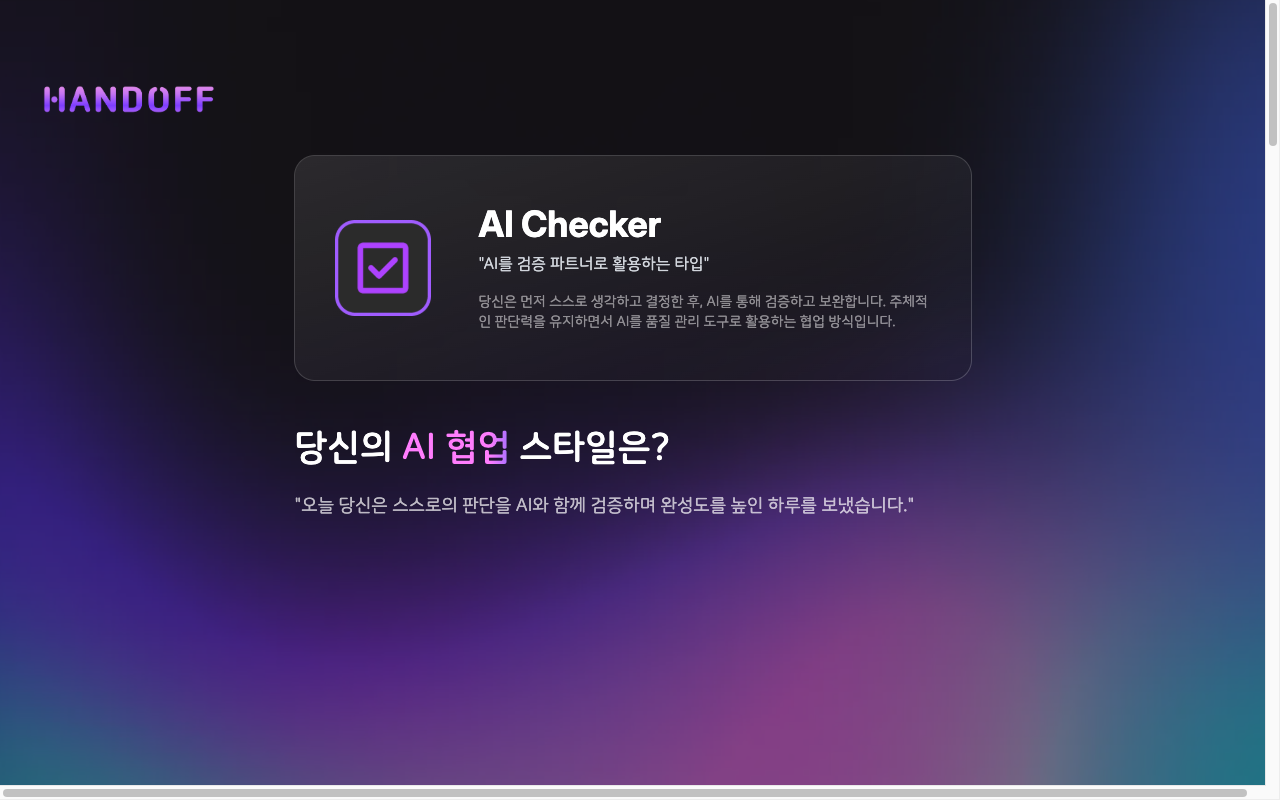 HANDOFF
AI Checker
"AI를 검증 파트너로 활용하는 타입"
당신은 먼저 스스로 생각하고 결정한 후, AI를 통해 검증하고 보완합니다. 주체적
인 판단력을 유지하면서 AI를 품질 관리 도구로 활용하는 협업 방식입니다.
당신의 AI 협업 스타일은?
"오늘 당신은 스스로의 판단을 AI와 함께 검증하며 완성도를 높인 하루를 보냈습니다."